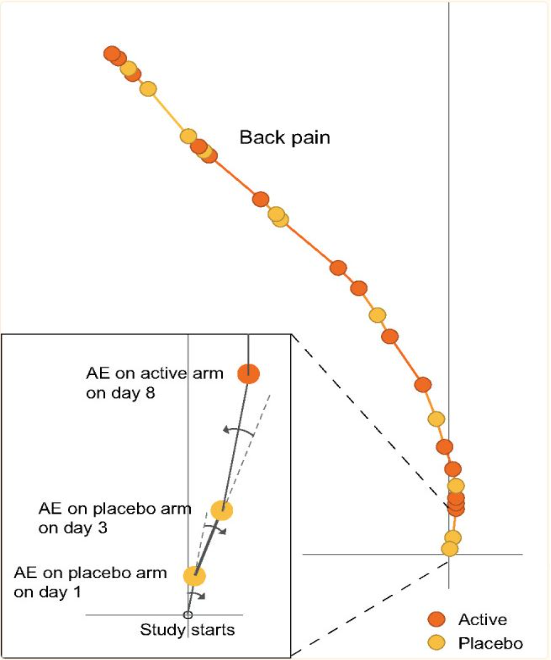 Back pain
AE on active arm
on day 8
AE on placebo arm
on day 3
AE on placebo arm
on day 1
Study starts
Active
Placebo